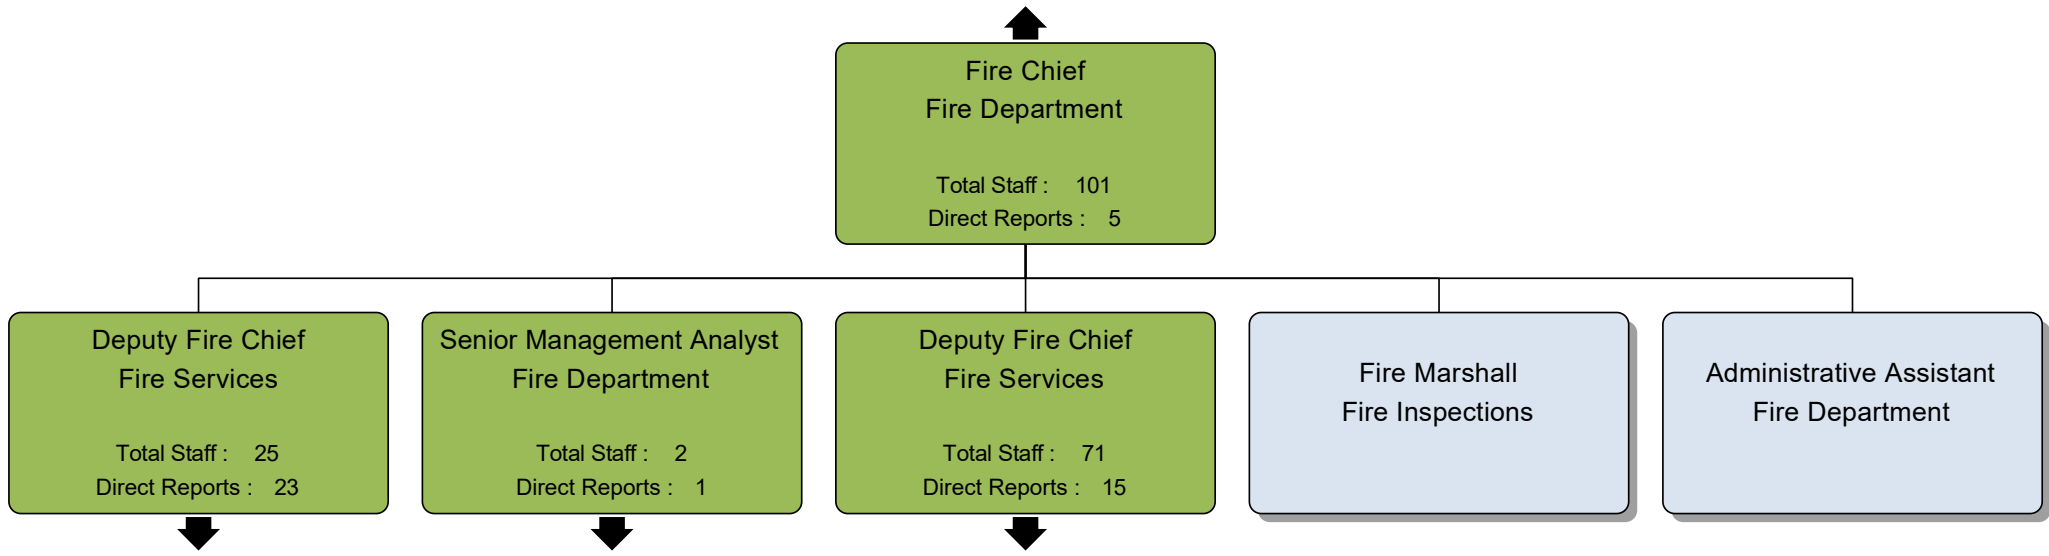 Fire Chief
Fire Department
Total Staff : 101
Direct Reports : 5
Deputy Fire Chief
Fire Services
Total Staff : 25
Direct Reports : 23
Senior Management Analyst
Fire Department
Total Staff : 2
Direct Reports : 1
Deputy Fire Chief
Fire Services
Total Staff : 71
Direct Reports : 15
Fire Marshall
Fire Inspections
Administrative Assistant
Fire Department